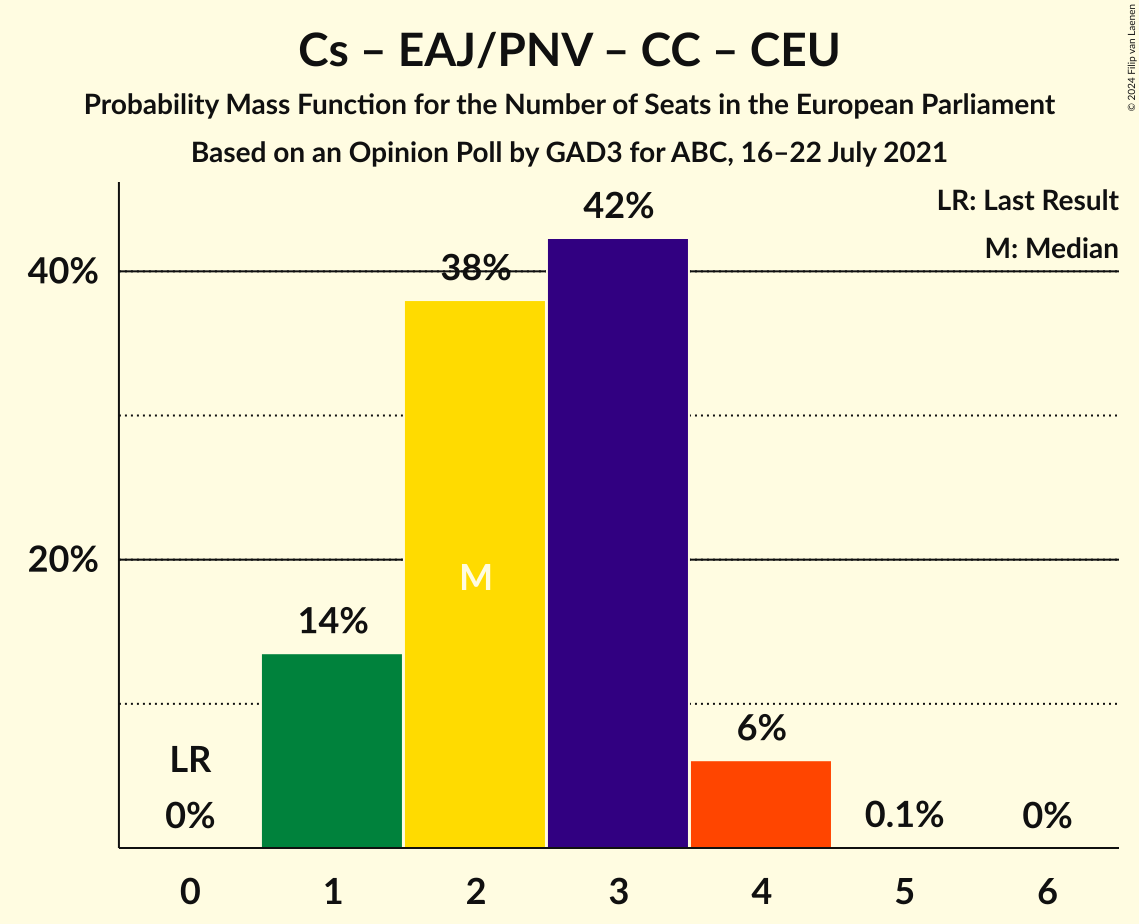 Cs – EAJ/PNV – CC – CEU
Probability Mass Function for the Number of Seats in the European Parliament
Based on an Opinion Poll by GAD3 for ABC, 16–22 July 2021
© 2024 Filip van Laenen
LR: Last Result
M: Median
42%
38%
40%
20%
M
14%
6%
LR
0%
0.1%
0%
0 1 2 3 4 5 6